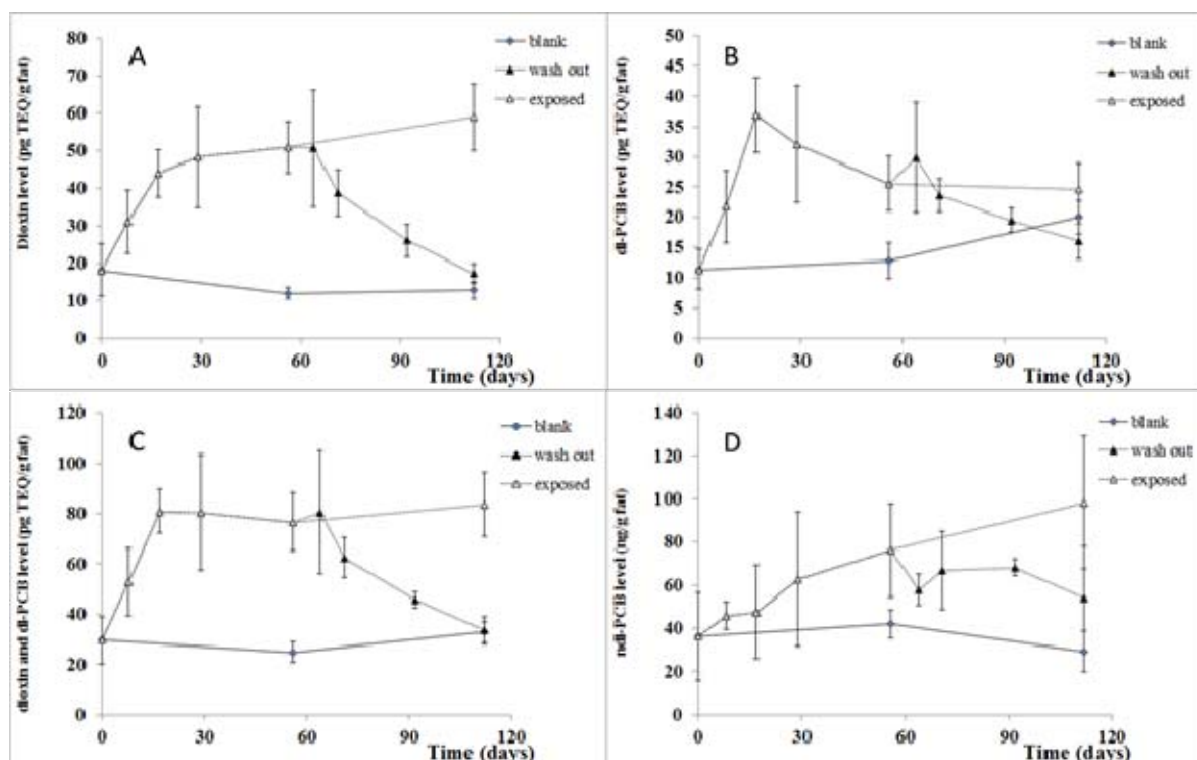 A
Dioxin level (pg TEQ/gfat)
80
70
60
50
40
30
20
10
0
0 30 60 90 120
Time (days)
blank
wash out
exposed
B
dl-PCB level (pg TEQ/gfat)
50
45
40
35
30
25
20
15
10
5
0
0 30 60 90 120
Time (days)
blank
wash out
exposed
C
dioxin and dl-PCB level (pg TEQ/gfat)
120
100
80
60
40
20
0
0 30 60 90 120
Time (days)
blank
wash out
exposed
D
ndl-PCB level (ng/g fat)
140
120
100
80
60
40
20
0
0 30 60 90 120
Time (days)
blank
wash out
exposed